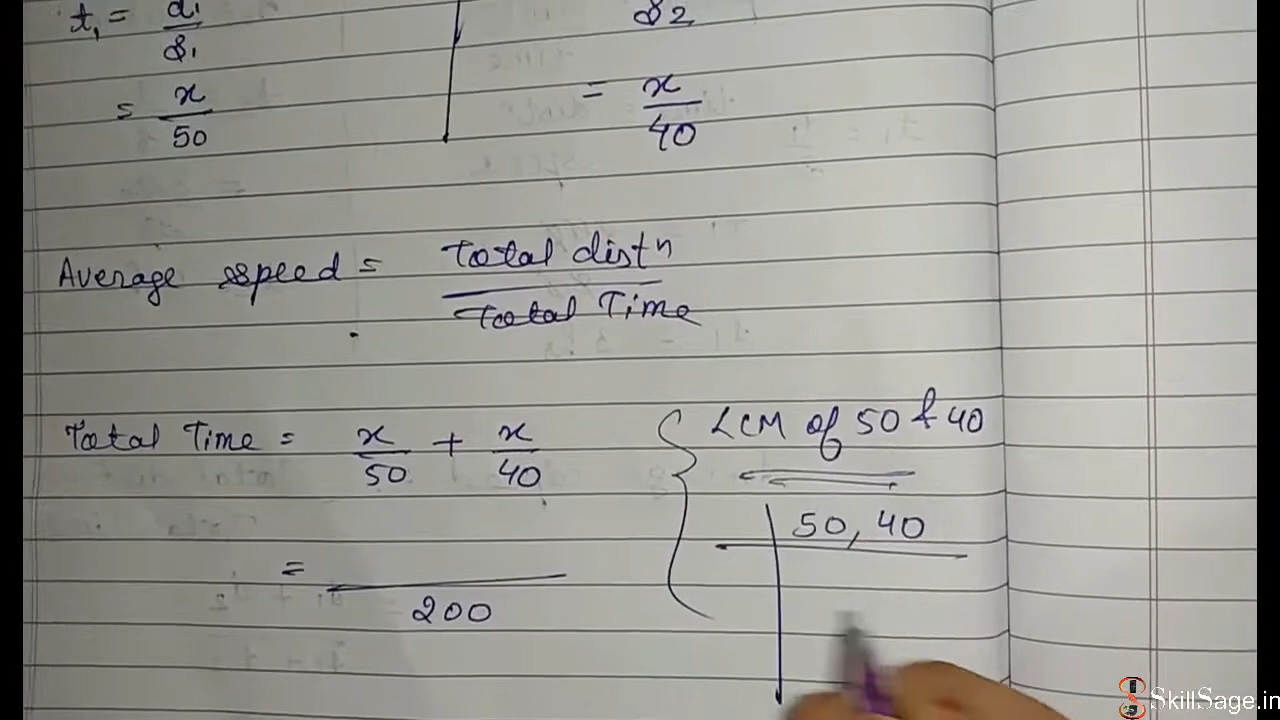 t₁ = d₁/s₁
s2
= x/50
= x/40
Average speed = Total distⁿ / Total Time
Total Time = x/50 + x/40
= /200
LCM of 50 & 40
50, 40
SkillSage.in